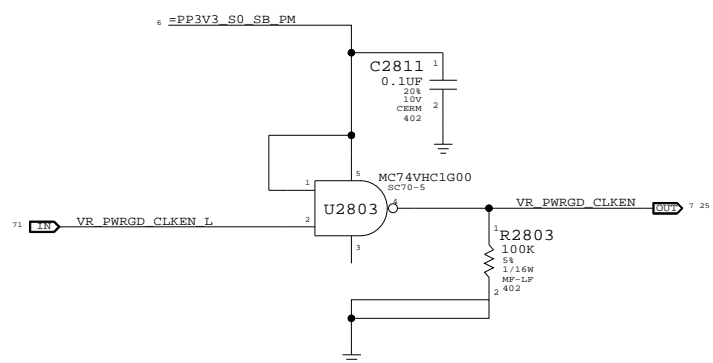 6 =PP3V3_S0_SB_PM
C2811
1
0.1UF
20%
10V
2
CERM
402
5
MC74VHC1G00
SC70-5
1
U2803
4
VR_PWRGD_CLKEN
OUT 7 25
71 IN VR_PWRGD_CLKEN_L
2
3
1
R2803
100K
5%
1/16W
MF-LF
2
402